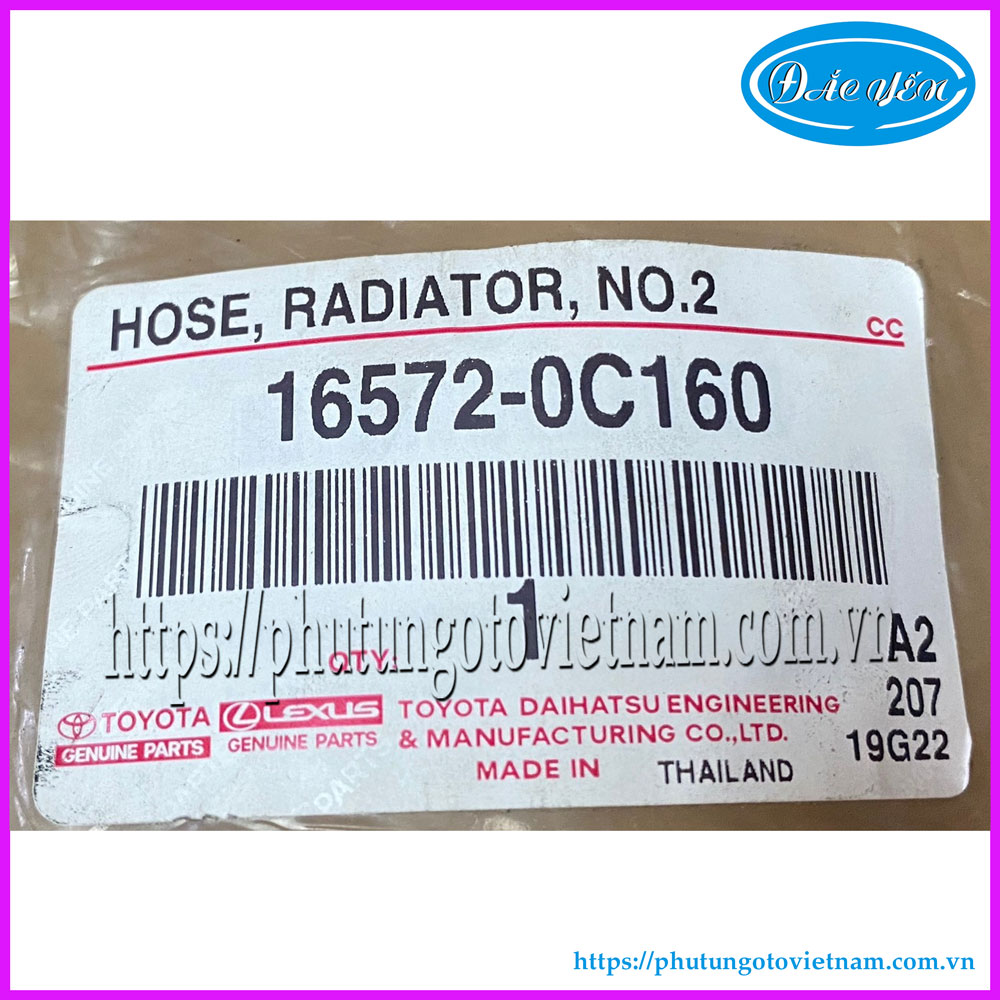 ĐẮC YẾN
HOSE, RADIATOR, NO.2
CC
16572-0C160
1
https://phutungotovietnam.com.vn
QTY:
A2
TOYOTA
GENUINE PARTS
LEXUS
GENUINE PARTS
TOYOTA DAIHATSU ENGINEERING
& MANUFACTURING CO.,LTD.
MADE IN THAILAND
207
19G22
https://phutungotovietnam.com.vn